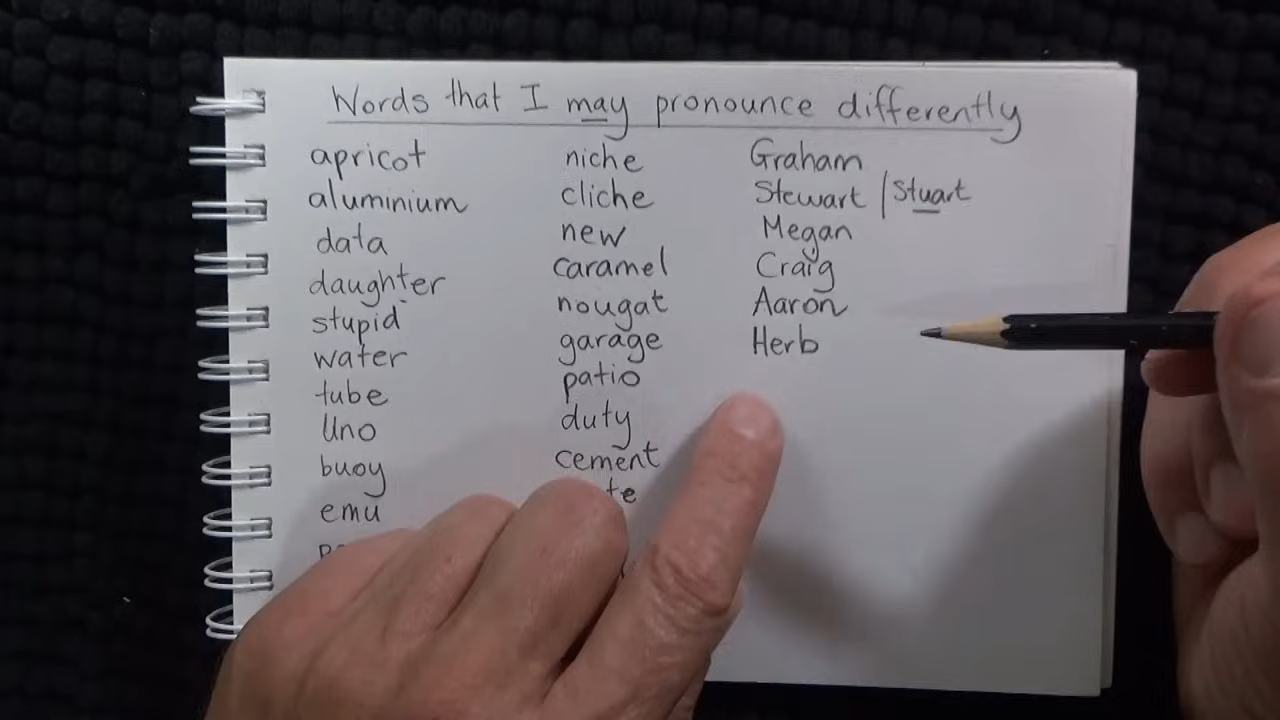 Words that I may pronounce differently
apricot
aluminium
data
daughter
stupid
water
tube
Uno
buoy
emu
niche
cliche
new
caramel
nougat
garage
patio
duty
cement
Graham
Stewart / Stuart
Megan
Craig
Aaron
Herb